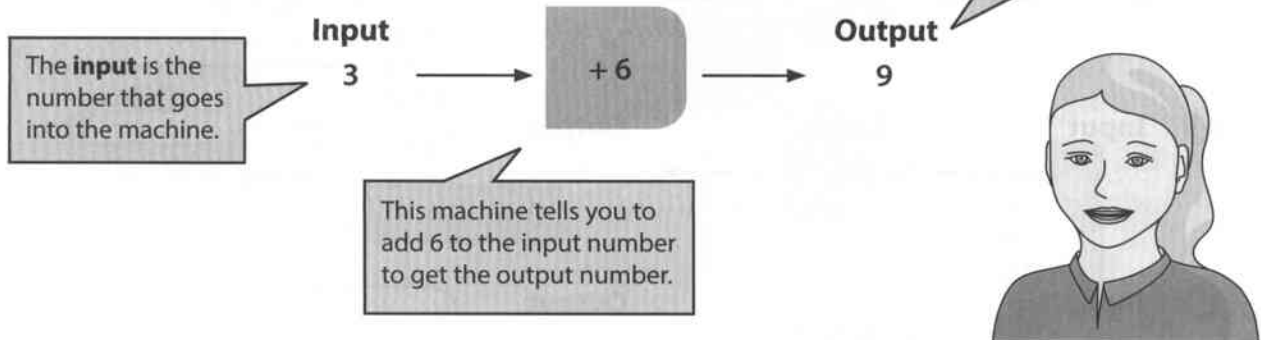 Input
Output
The input is the
number that goes
into the machine.
3
+ 6
9
This machine tells you to
add 6 to the input number
to get the output number.